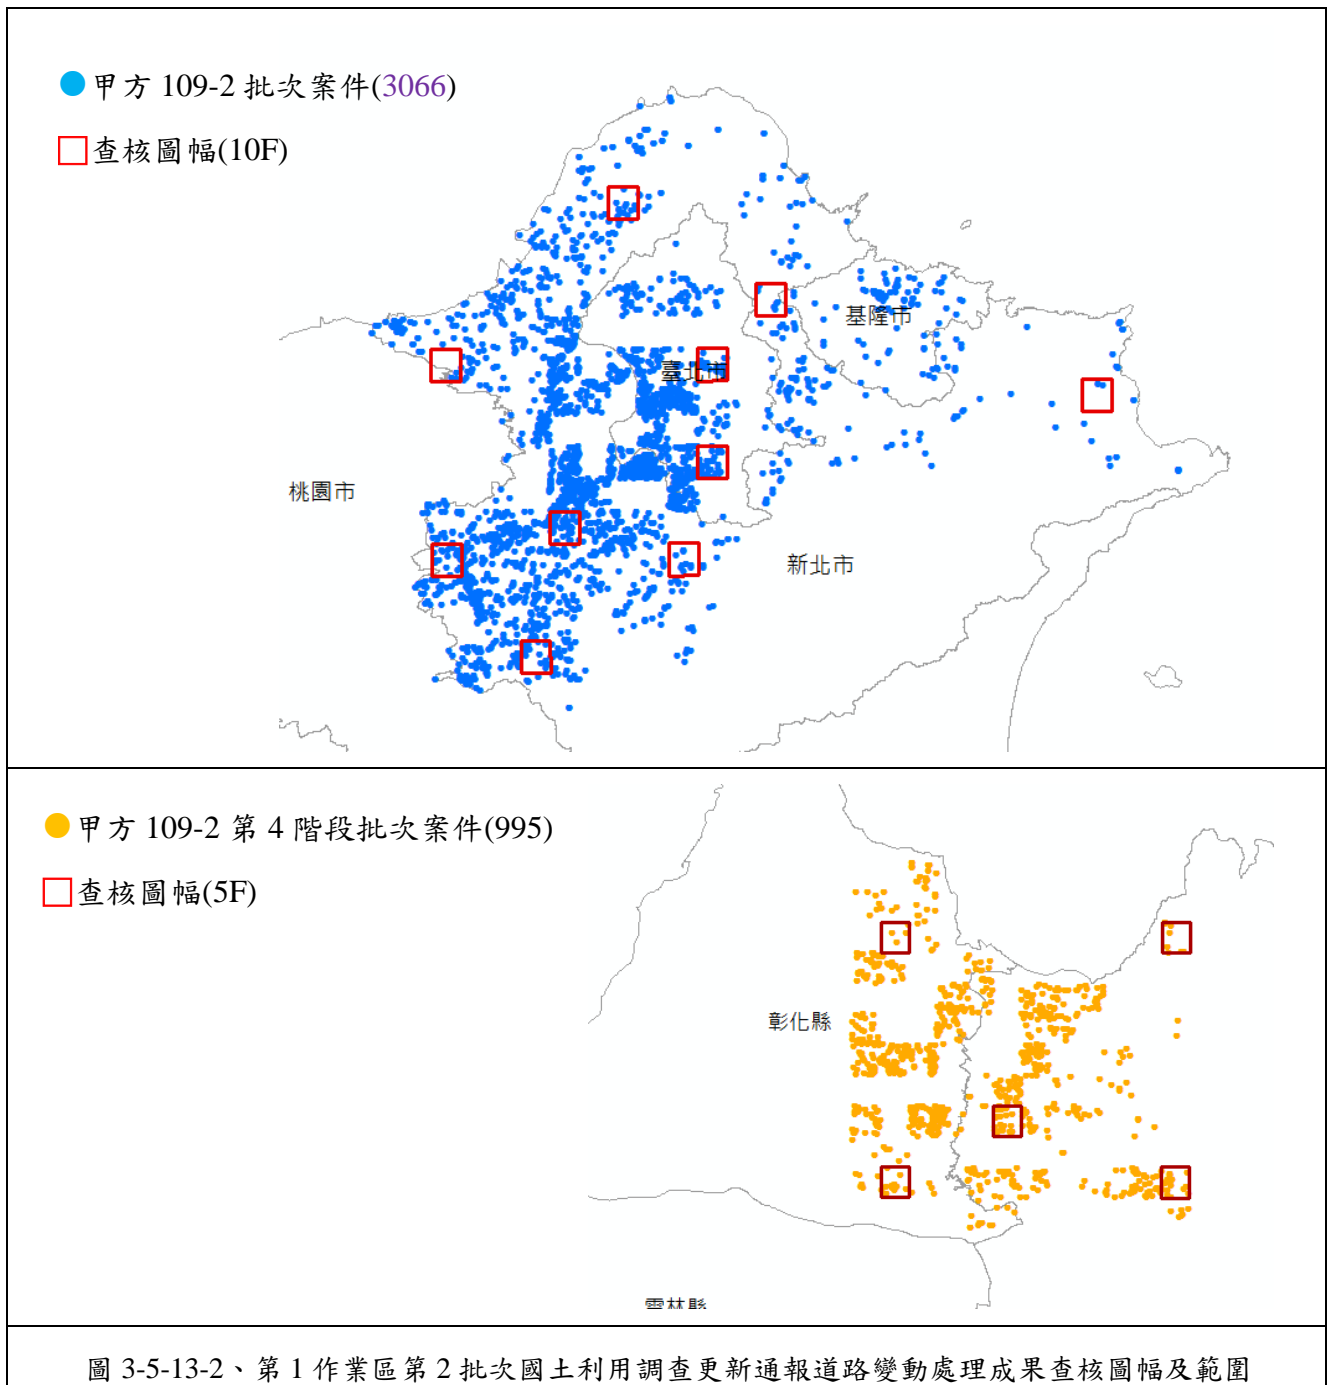 甲方 109-2 批次案件(3066)
查核圖幅(10F)
基隆市
臺北市
桃園市
新北市
甲方 109-2 第 4 階段批次案件(995)
查核圖幅(5F)
彰化縣
雲林縣
圖 3-5-13-2、第 1 作業區第 2 批次國土利用調查更新通報道路變動處理成果查核圖幅及範圍